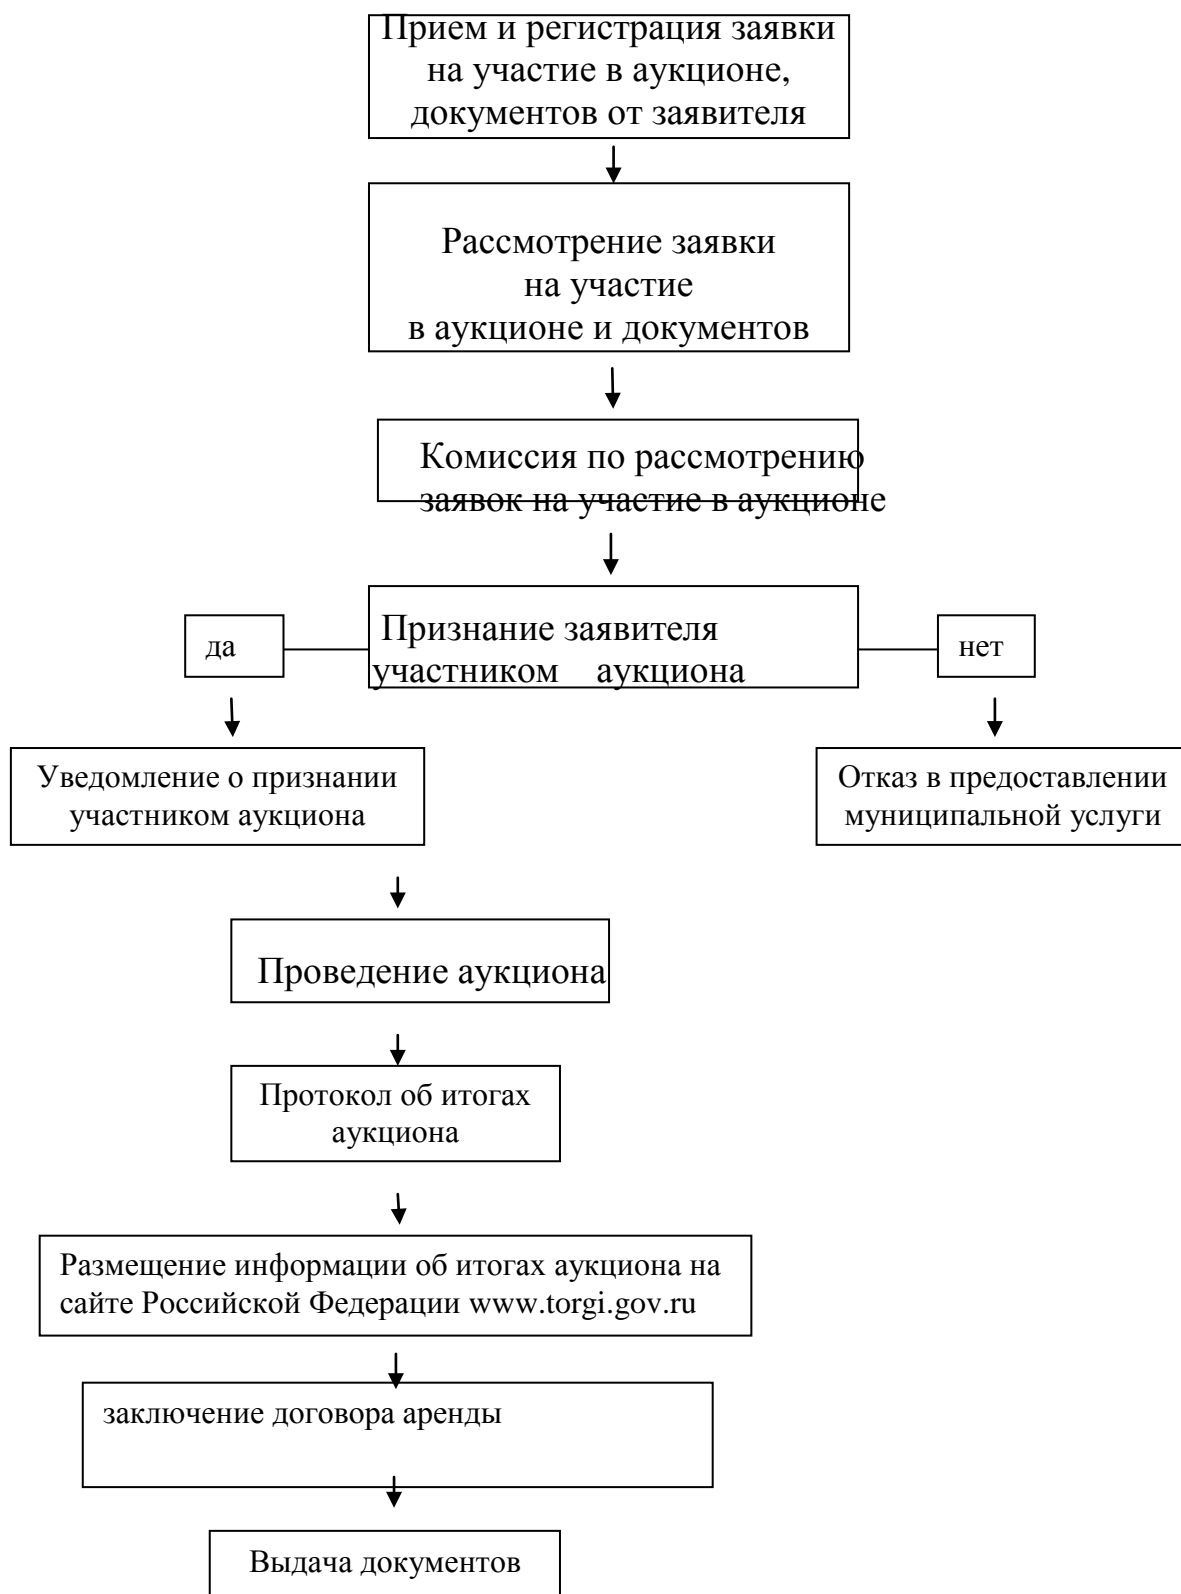 Прием и регистрация заявки
на участие в аукционе,
документов от заявителя
Рассмотрение заявки
на участие
в аукционе и документов
Комиссия по рассмотрению
заявок на участие в аукционе
да
Признание заявителя
участником аукциона
нет
Уведомление о признании
участником аукциона
Отказ в предоставлении
муниципальной услуги
Проведение аукциона
Протокол об итогах
аукциона
Размещение информации об итогах аукциона на
сайте Российской Федерации www.torgi.gov.ru
заключение договора аренды
Выдача документов